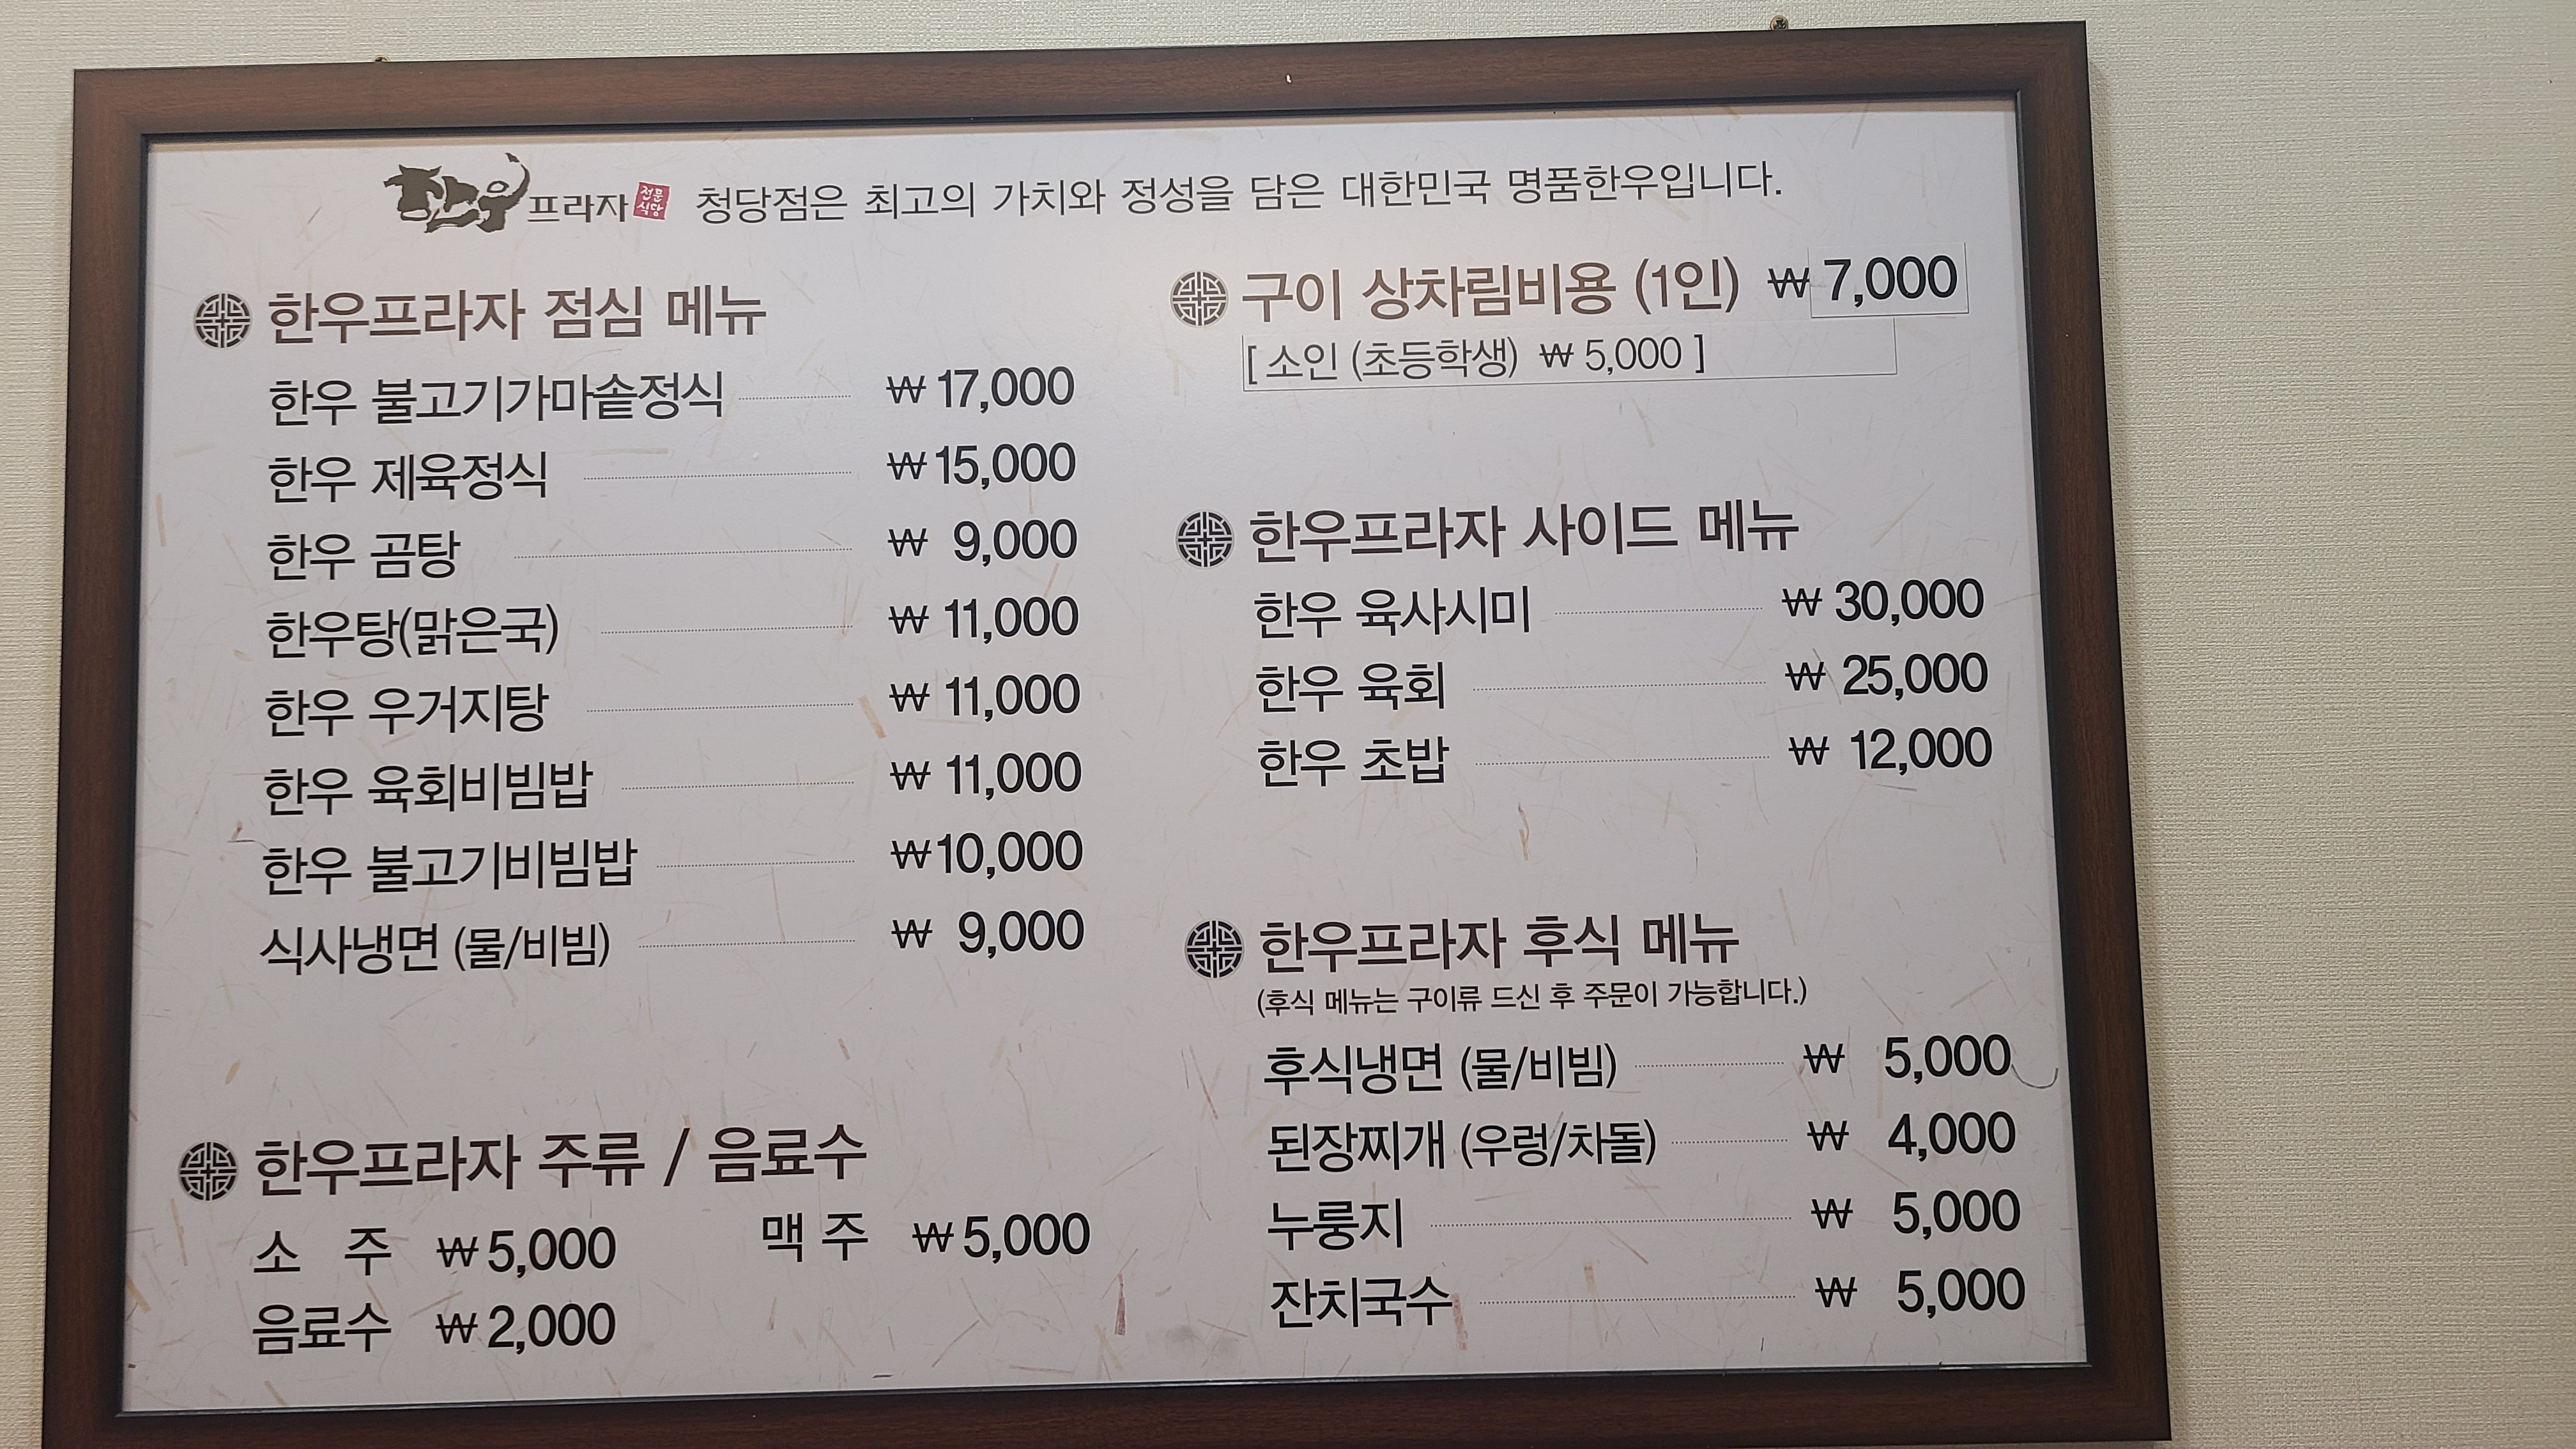 한우프라자 전문식당 청당점은 최고의 가치와 정성을 담은 대한민국 명품한우입니다.
한우프라자 점심 메뉴
한우 불고기가마솥정식 ₩ 17,000
한우 제육정식 ₩ 15,000
한우 곰탕 ₩ 9,000
한우탕(맑은국) ₩ 11,000
한우 우거지탕 ₩ 11,000
한우 육회비빔밥 ₩ 11,000
한우 불고기비빔밥 ₩10,000
식사냉면 (물/비빔) ₩ 9,000
한우프라자 주류 / 음료수
소 주 ₩5,000 맥 주 ₩5,000
음료수 ₩2,000
구이 상차림비용 (1인) ₩ 7,000
[ 소인 (초등학생) ₩ 5,000 ]
한우프라자 사이드 메뉴
한우 육사시미 ₩ 30,000
한우 육회 ₩ 25,000
한우 초밥 ₩ 12,000
한우프라자 후식 메뉴
(후식 메뉴는 구이류 드신 후 주문이 가능합니다.)
후식냉면 (물/비빔) ₩ 5,000
된장찌개 (우렁/차돌) ₩ 4,000
누룽지 ₩ 5,000
잔치국수 ₩ 5,000